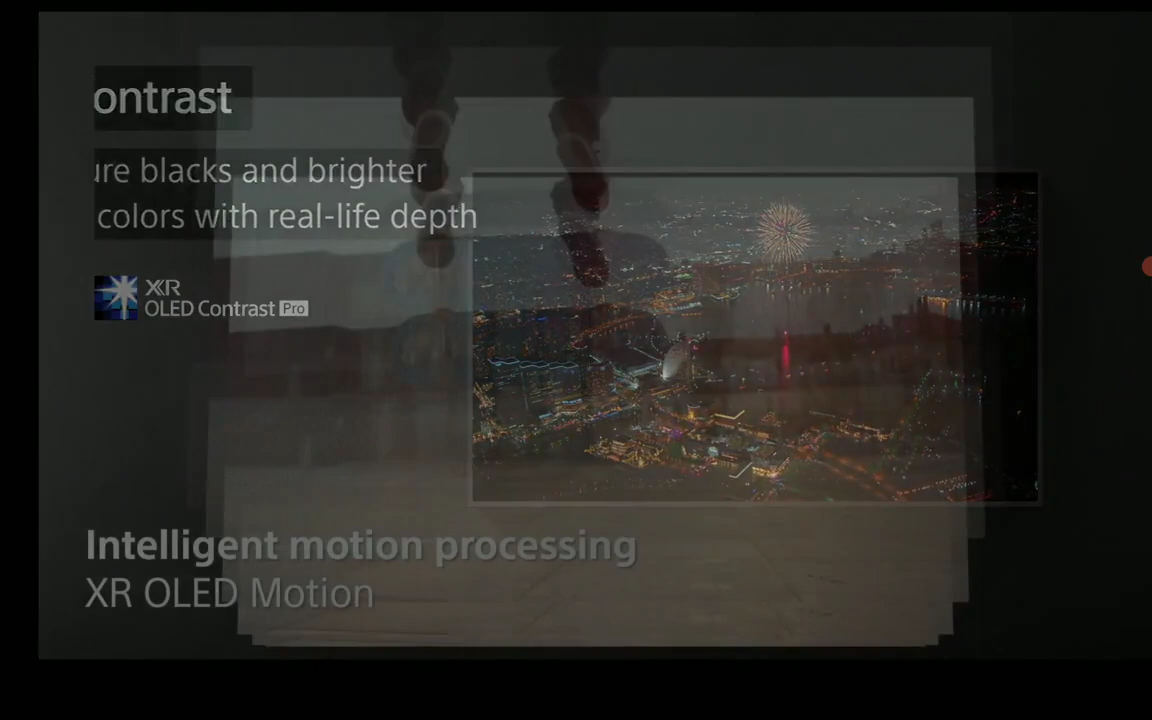 ontrast
ure blacks and brighter
colors with real-life depth
XR
OLED Contrast Pro
Intelligent motion processing
XR OLED Motion